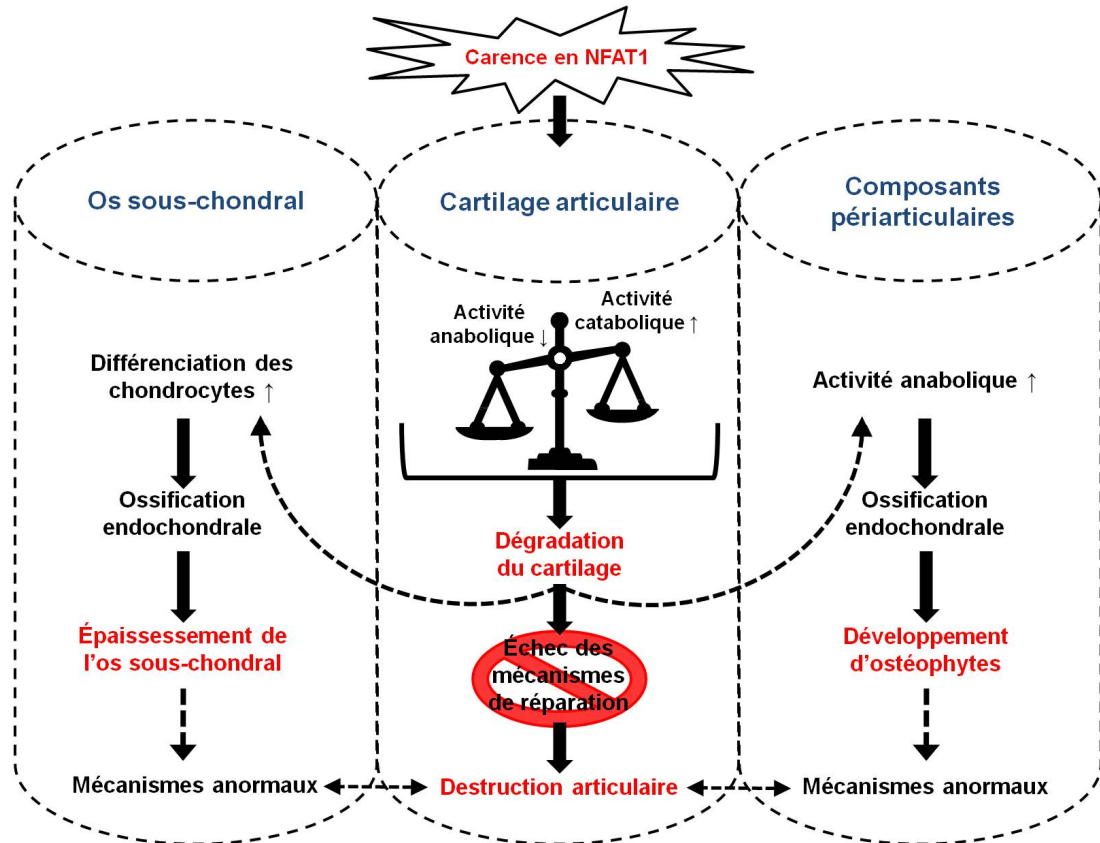 Carence en NFAT1
Os sous-chondral
Cartilage articulaire
Composants
périarticulaires
Différenciation des
chondrocytes ↑
Ossification
endochondrale
Épaissessement de
l'os sous-chondral
Mécanismes anormaux
Activité
anabolique ↓
Activité
catabolique ↑
Dégradation
du cartilage
Échec des
mécanismes
de réparation
Destruction articulaire
Activité anabolique ↑
Ossification
endochondrale
Développement
d'ostéophytes
Mécanismes anormaux